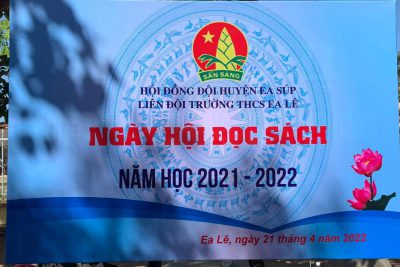 SẴN SÀNG
HỘI ĐỒNG ĐỘI HUYỆN EA SÚP
LIÊN ĐỘI TRƯỜNG THCS EA LÊ
NGÀY HỘI ĐỌC SÁCH
NĂM HỌC 2021 - 2022
Ea Lê, ngày 21 tháng 4 năm 2022